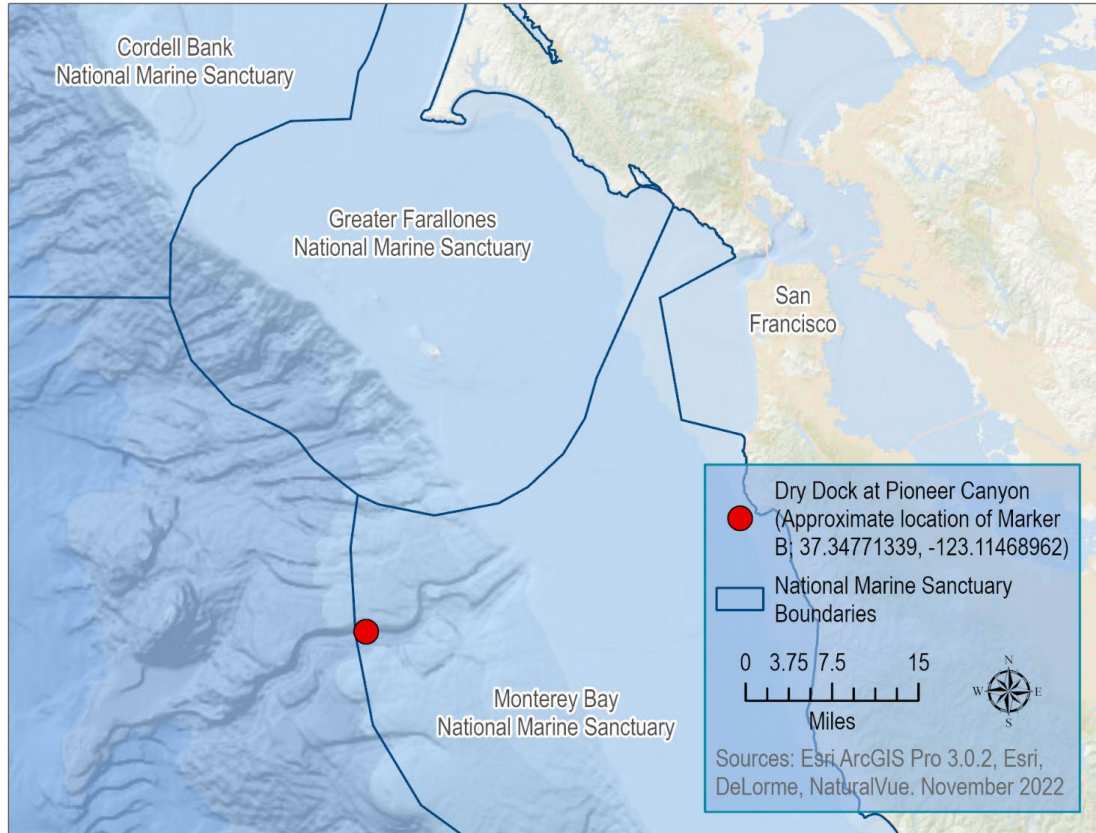 Cordell Bank
National Marine Sanctuary
Greater Farallones
National Marine Sanctuary
San
Francisco
Monterey Bay
National Marine Sanctuary
Dry Dock at Pioneer Canyon
(Approximate location of Marker
B; 37.34771339, -123.11468962)
National Marine Sanctuary
Boundaries
0 3.75 7.5 15
Miles
N
W E
S
Sources: Esri ArcGIS Pro 3.0.2, Esri,
DeLorme, NaturalVue. November 2022